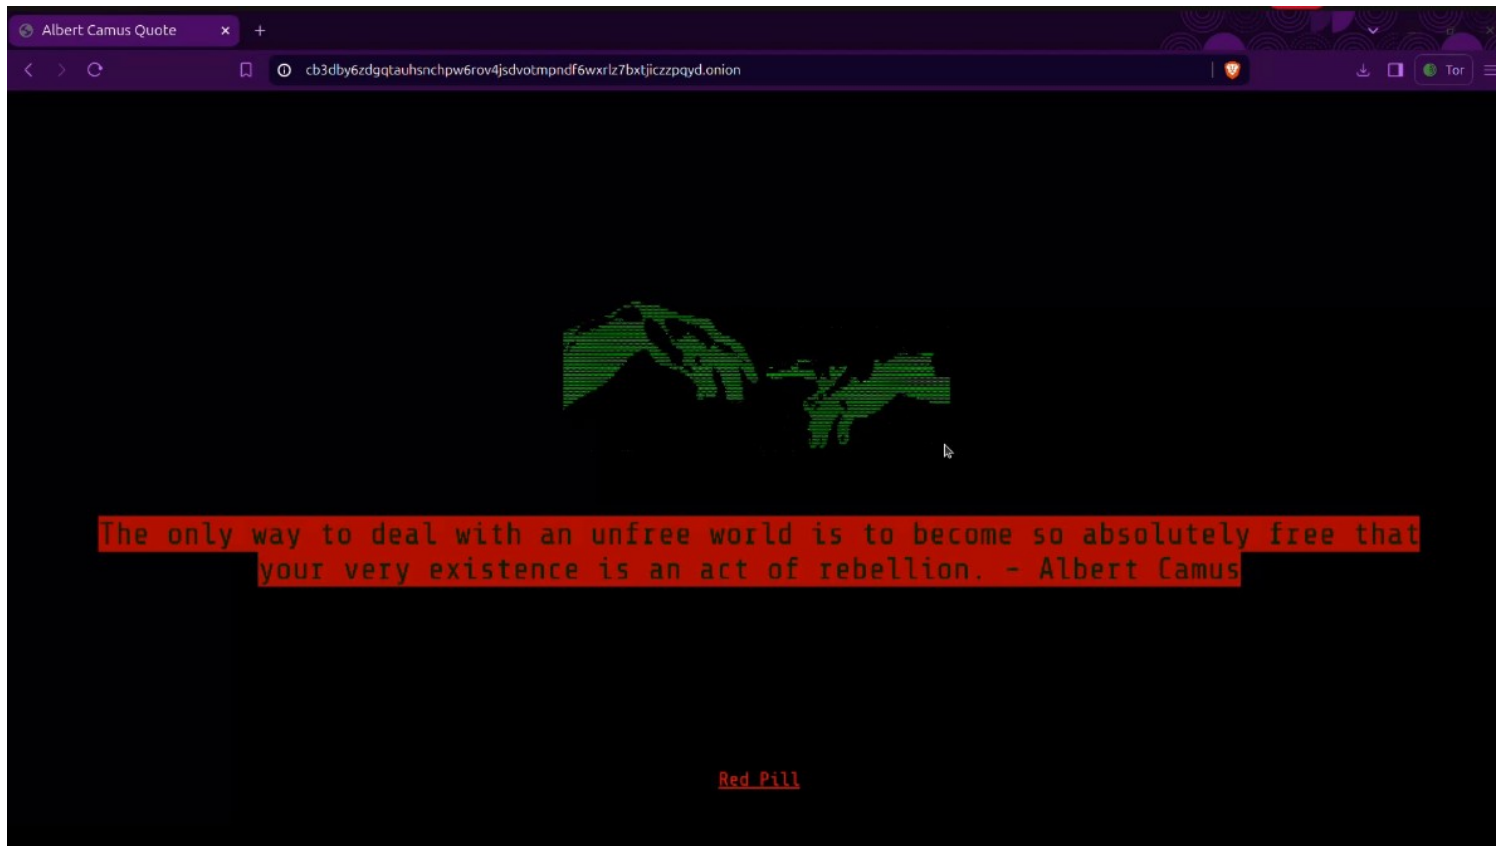 Albert Camus Quote
cb3dby6zdgqtauhsnchpw6rov4jsdvotmpndf6wxrlz7bxtjiczzpqyd.onion
Tor
The only way to deal with an unfree world is to become so absolutely free that
your very existence is an act of rebellion. - Albert Camus
Red Pill